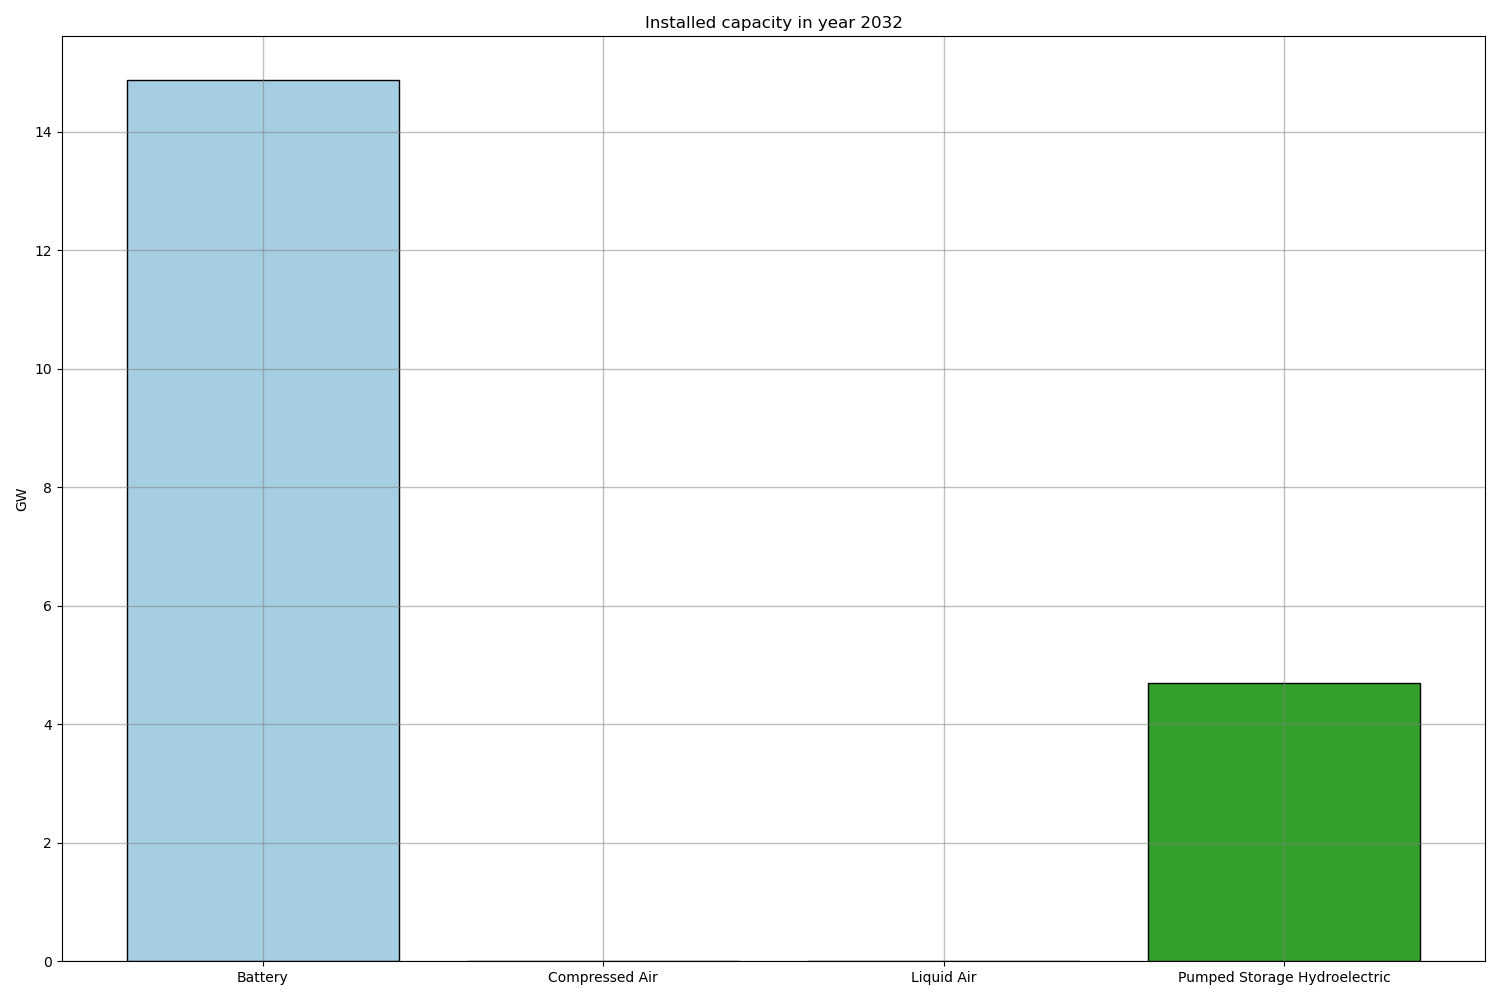 Installed capacity in year 2032
GW
14
12
10
8
6
4
2
0
Battery
Compressed Air
Liquid Air
Pumped Storage Hydroelectric